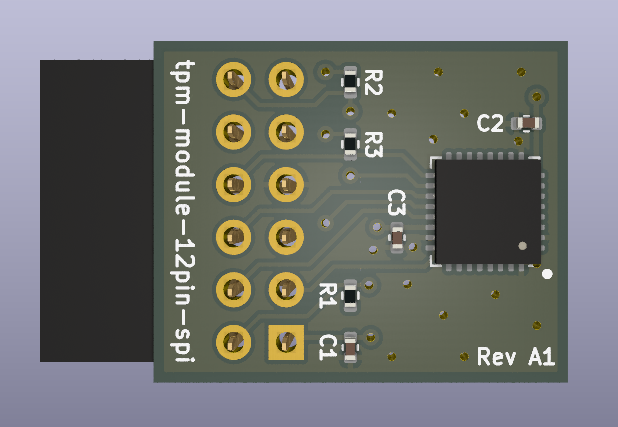 tpm-module-12pin-spi
R2
R3
C2
C3
R1
C1
Rev A1